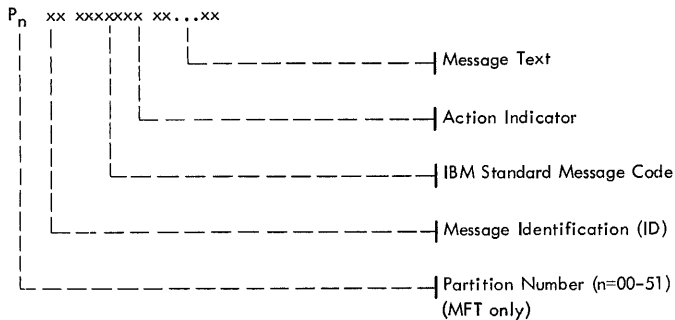 Pn xx xxxxxxx xx...xx
Message Text
Action Indicator
IBM Standard Message Code
Message Identification (ID)
Partition Number (n=00-51)
(MFT only)